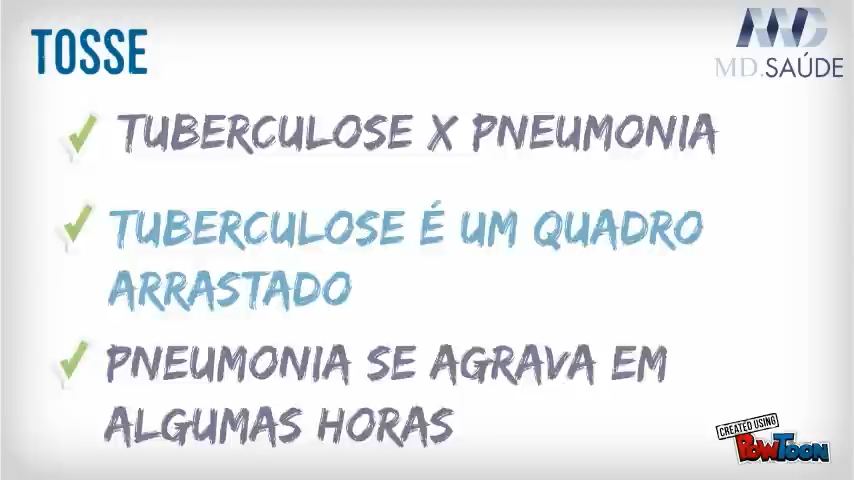 TOSSE
MD.SAÚDE
TUBERCULOSE X PNEUMONIA
TUBERCULOSE É UM QUADRO
ARRASTADO
PNEUMONIA SE AGRAVA EM
ALGUMAS HORAS
CREATED USING
POWTOON